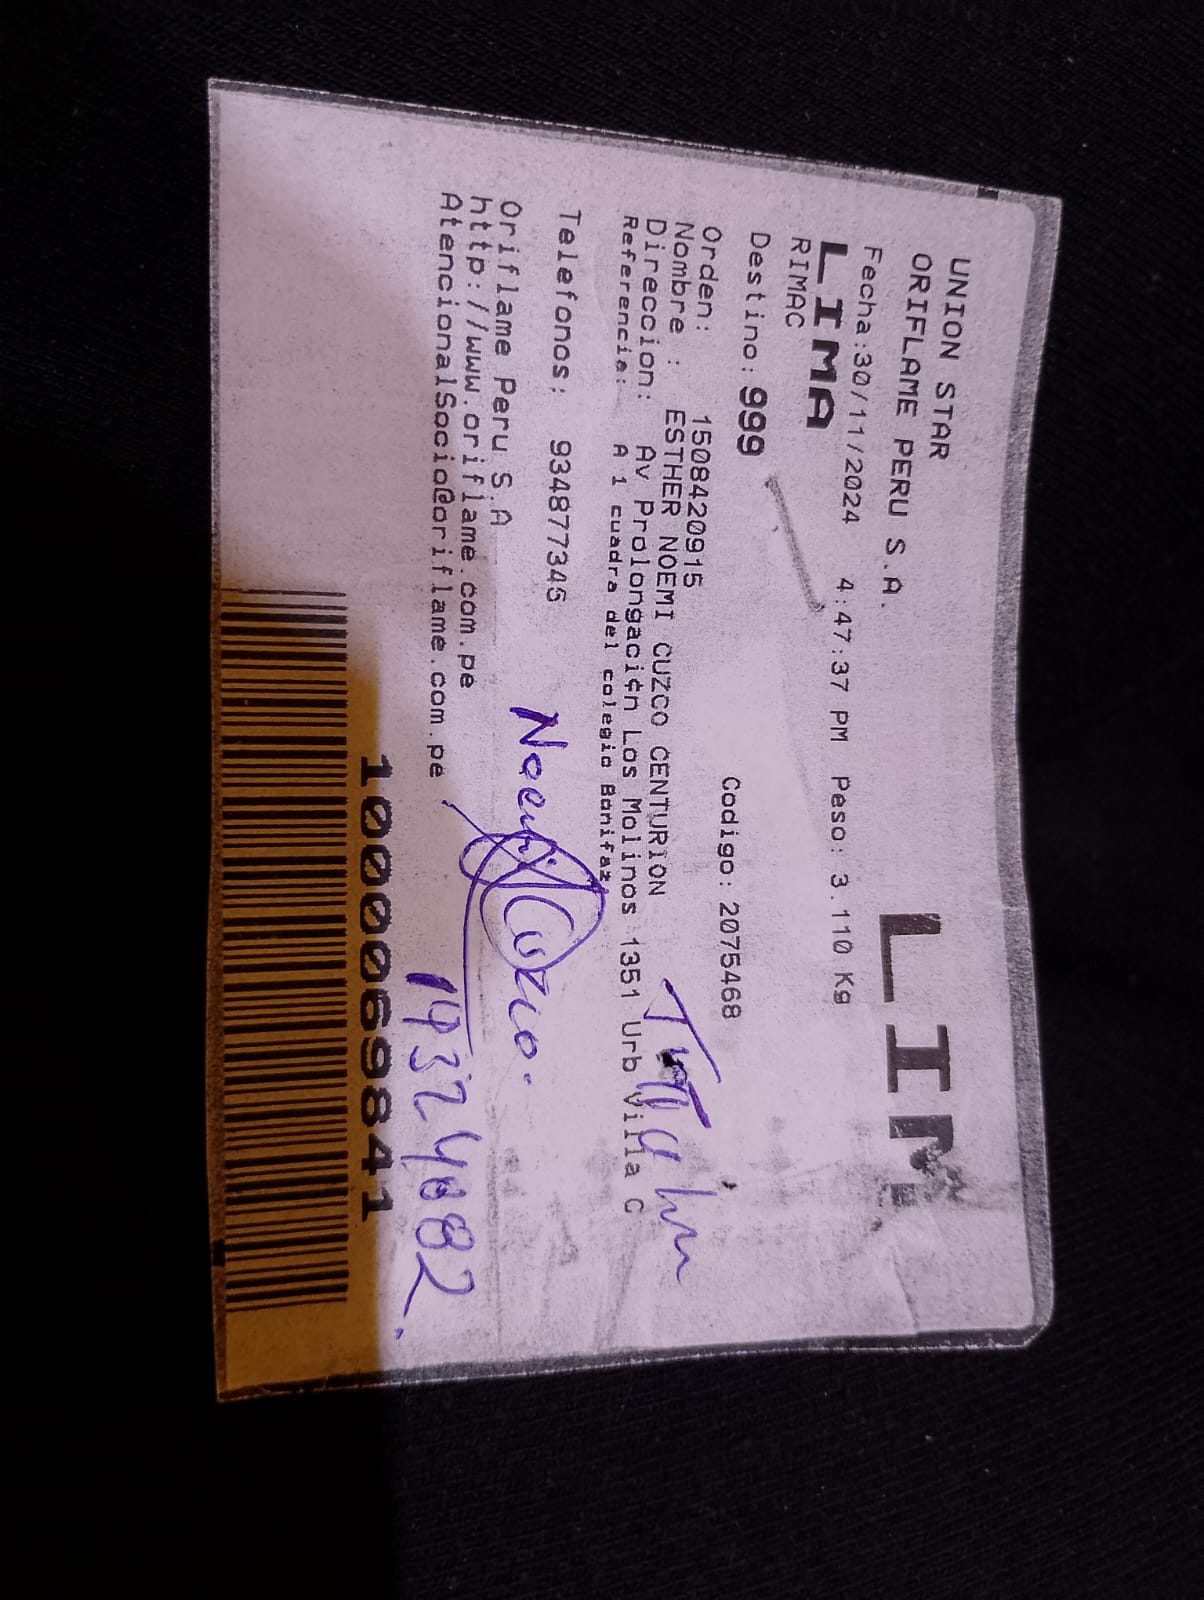 UNION STAR
ORIFLAME PERU S.A.
LIM
Fecha:30/11/2024 4:47:37 PM Peso: 3.110 Kg
LIMA
RIMAC
Destino: 999
Codigo: 2075468
Orden: 1508420915
Nombre : ESTHER NOEMI CUZCO CENTURION
Direccion: Av Prolongaci¢n Los Molinos 1351 Urb Villa C
Referencia: A 1 cuadra del colegio Bonifaz
Telefonos: 934877345
Noemi Cuzco.
Oriflame Peru S.A
http://www.oriflame.com.pe
AtencionalSocio@oriflame.com.pe
19324082.
1000069841